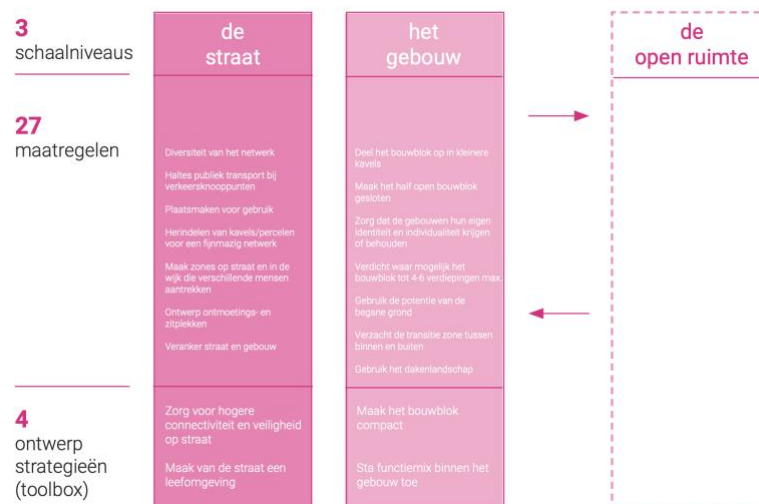 3
schaalniveaus
de
straat
het
gebouw
de
open ruimte
27
maatregelen
Diversiteit van het netwerk
Haltes publiek transport bij
verkeersknooppunten
Plaatsmaken voor gebruik
Herindelen van kavels/percelen
voor een fijnmazig netwerk
Maak zones op straat en in de
wijk die verschillende mensen
aantrekken
Ontwerp ontmoetings- en
zitplekken
Veranker straat en gebouw
Deel het bouwblok op in kleinere
kavels
Maak het half open bouwblok
gesloten
Zorg dat de gebouwen hun eigen
identiteit en individualiteit krijgen
of behouden
Verdicht waar mogelijk het
bouwblok tot 4-6 verdiepingen max.
Gebruik de potentie van de
begane grond
Verzacht de transitie zone tussen
binnen en buiten
Gebruik het dakenlandschap
4
ontwerp
strategieën
(toolbox)
Zorg voor hogere
connectiviteit en veiligheid
op straat
Maak van de straat een
leefomgeving
Maak het bouwblok
compact
Sta functiemix binnen het
gebouw toe